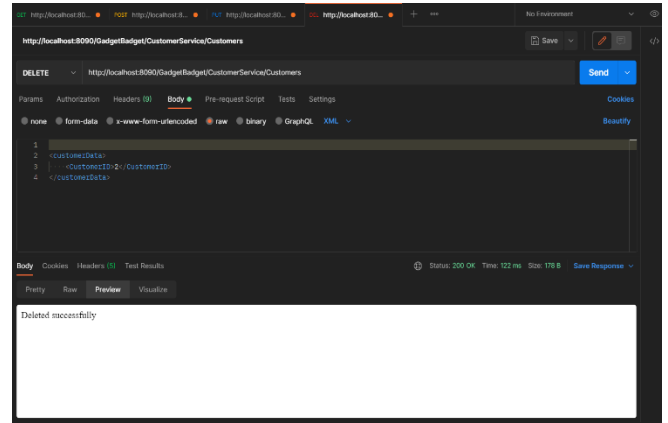 GET http://localhost:80... POST http://localhost:8... PUT http://localhost:80... DEL http://localhost:80... + ••• No Environment
http://localhost:8090/GadgetBadget/CustomerService/Customers Save
DELETE http://localhost:8090/GadgetBadget/CustomerService/Customers Send
Params Authorization Headers (9) Body Pre-request Script Tests Settings Cookies
none form-data x-www-form-urlencoded raw binary GraphQL XML Beautify
1
2 <customerData>
3 <CustomerID>2</CustomerID>
4 </customerData>
Body Cookies Headers (5) Test Results Status: 200 OK Time: 122 ms Size: 178 B Save Response
Pretty Raw Preview Visualize
Deleted successfully